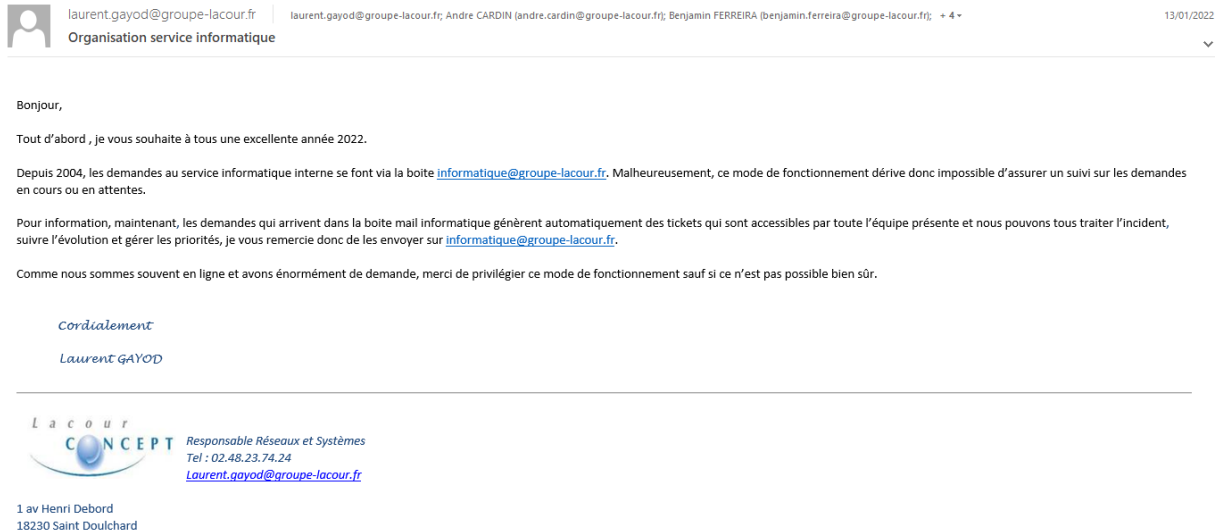 laurent.gayod@groupe-lacour.fr
laurent.gayod@groupe-lacour.fr; Andre CARDIN (andre.cardin@groupe-lacour.fr); Benjamin FERREIRA (benjamin.ferreira@groupe-lacour.fr); + 4
13/01/2022
Organisation service informatique
Bonjour,
Tout d’abord , je vous souhaite à tous une excellente année 2022.
Depuis 2004, les demandes au service informatique interne se font via la boite informatique@groupe-lacour.fr. Malheureusement, ce mode de fonctionnement dérive donc impossible d’assurer un suivi sur les demandes
en cours ou en attentes.
Pour information, maintenant, les demandes qui arrivent dans la boite mail informatique génèrent automatiquement des tickets qui sont accessibles par toute l’équipe présente et nous pouvons tous traiter l’incident,
suivre l’évolution et gérer les priorités, je vous remercie donc de les envoyer sur informatique@groupe-lacour.fr.
Comme nous sommes souvent en ligne et avons énormément de demande, merci de privilégier ce mode de fonctionnement sauf si ce n’est pas possible bien sûr.
Cordialement
Laurent GAYOD
Lacour
CONCEPT
Responsable Réseaux et Systèmes
Tel : 02.48.23.74.24
Laurent.gayod@groupe-lacour.fr
1 av Henri Debord
18230 Saint Doulchard